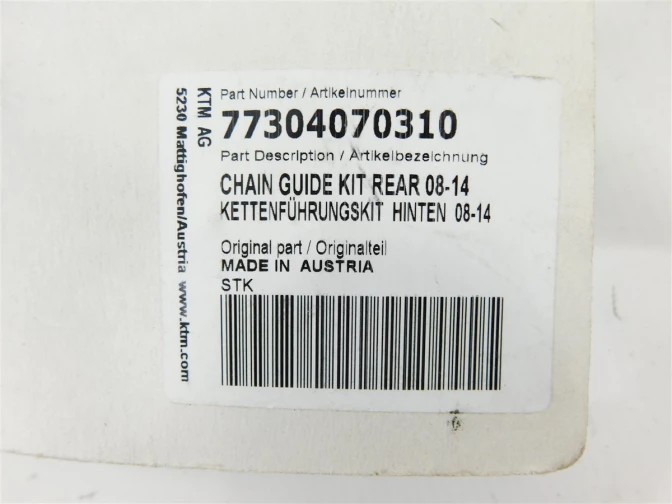 KTM AG
5230 Mattighofen/Austria www.ktm.com
Part Number / Artikelnummer
77304070310
Part Description / Artikelbezeichnung
CHAIN GUIDE KIT REAR 08-14
KETTENFÜHRUNGSKIT HINTEN 08-14
Original part / Originalteil
MADE IN AUSTRIA
STK